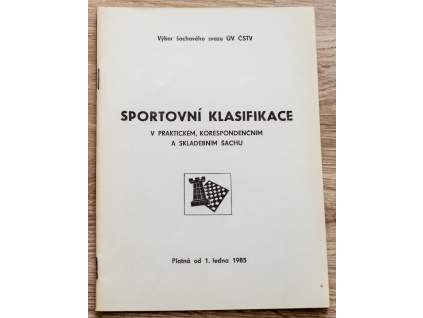 Výbor šachového svazu ÚV ČSTV
SPORTOVNÍ KLASIFIKACE
V PRAKTICKÉM, KORESPONDENČNÍM
A SKLADEBNÍM ŠACHU
Platná od 1. ledna 1985